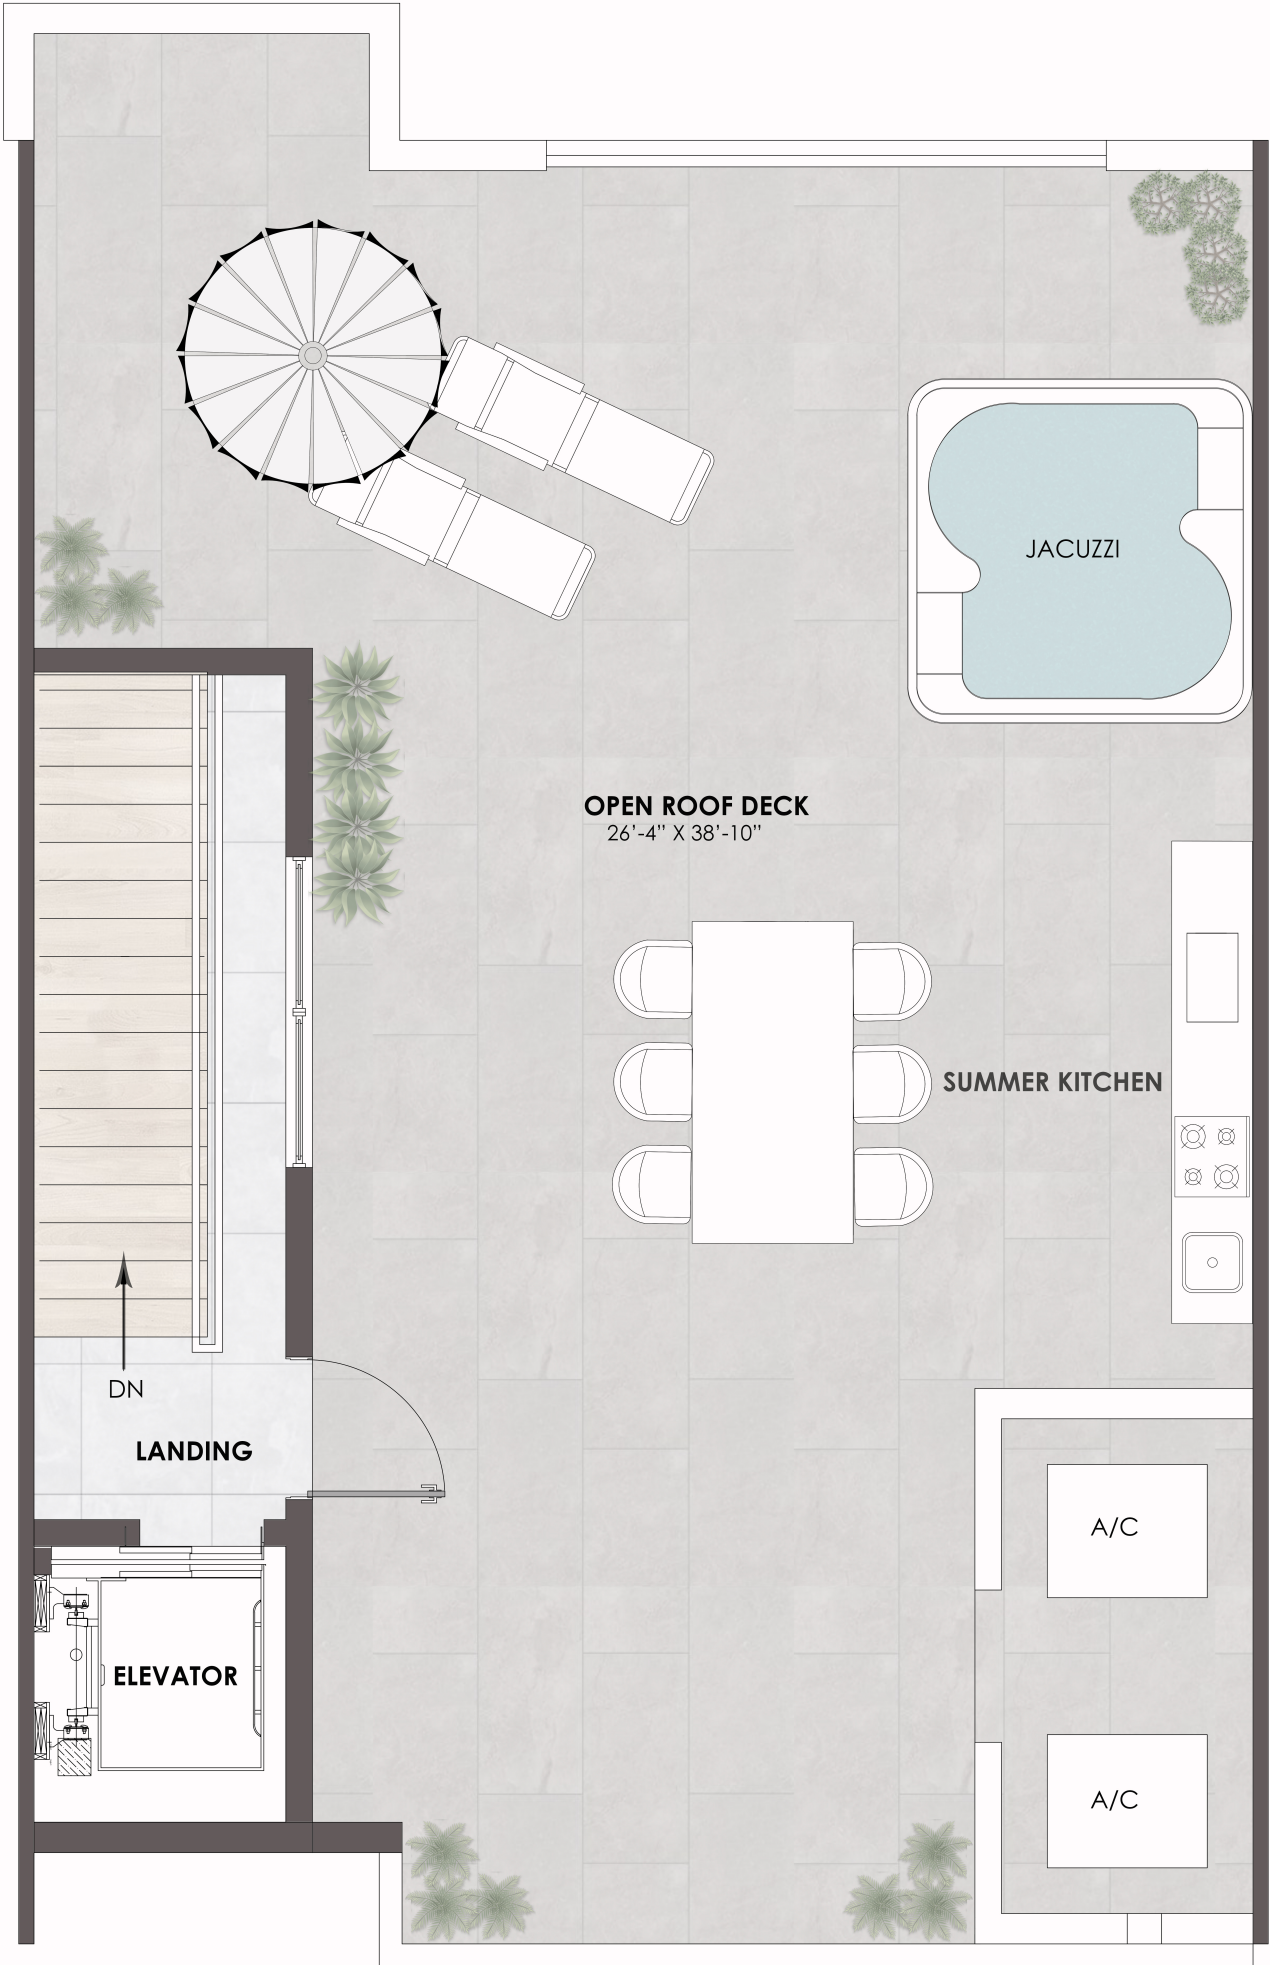 JACUZZI
OPEN ROOF DECK
26’-4” X 38’-10”
SUMMER KITCHEN
DN
LANDING
A/C
ELEVATOR
A/C